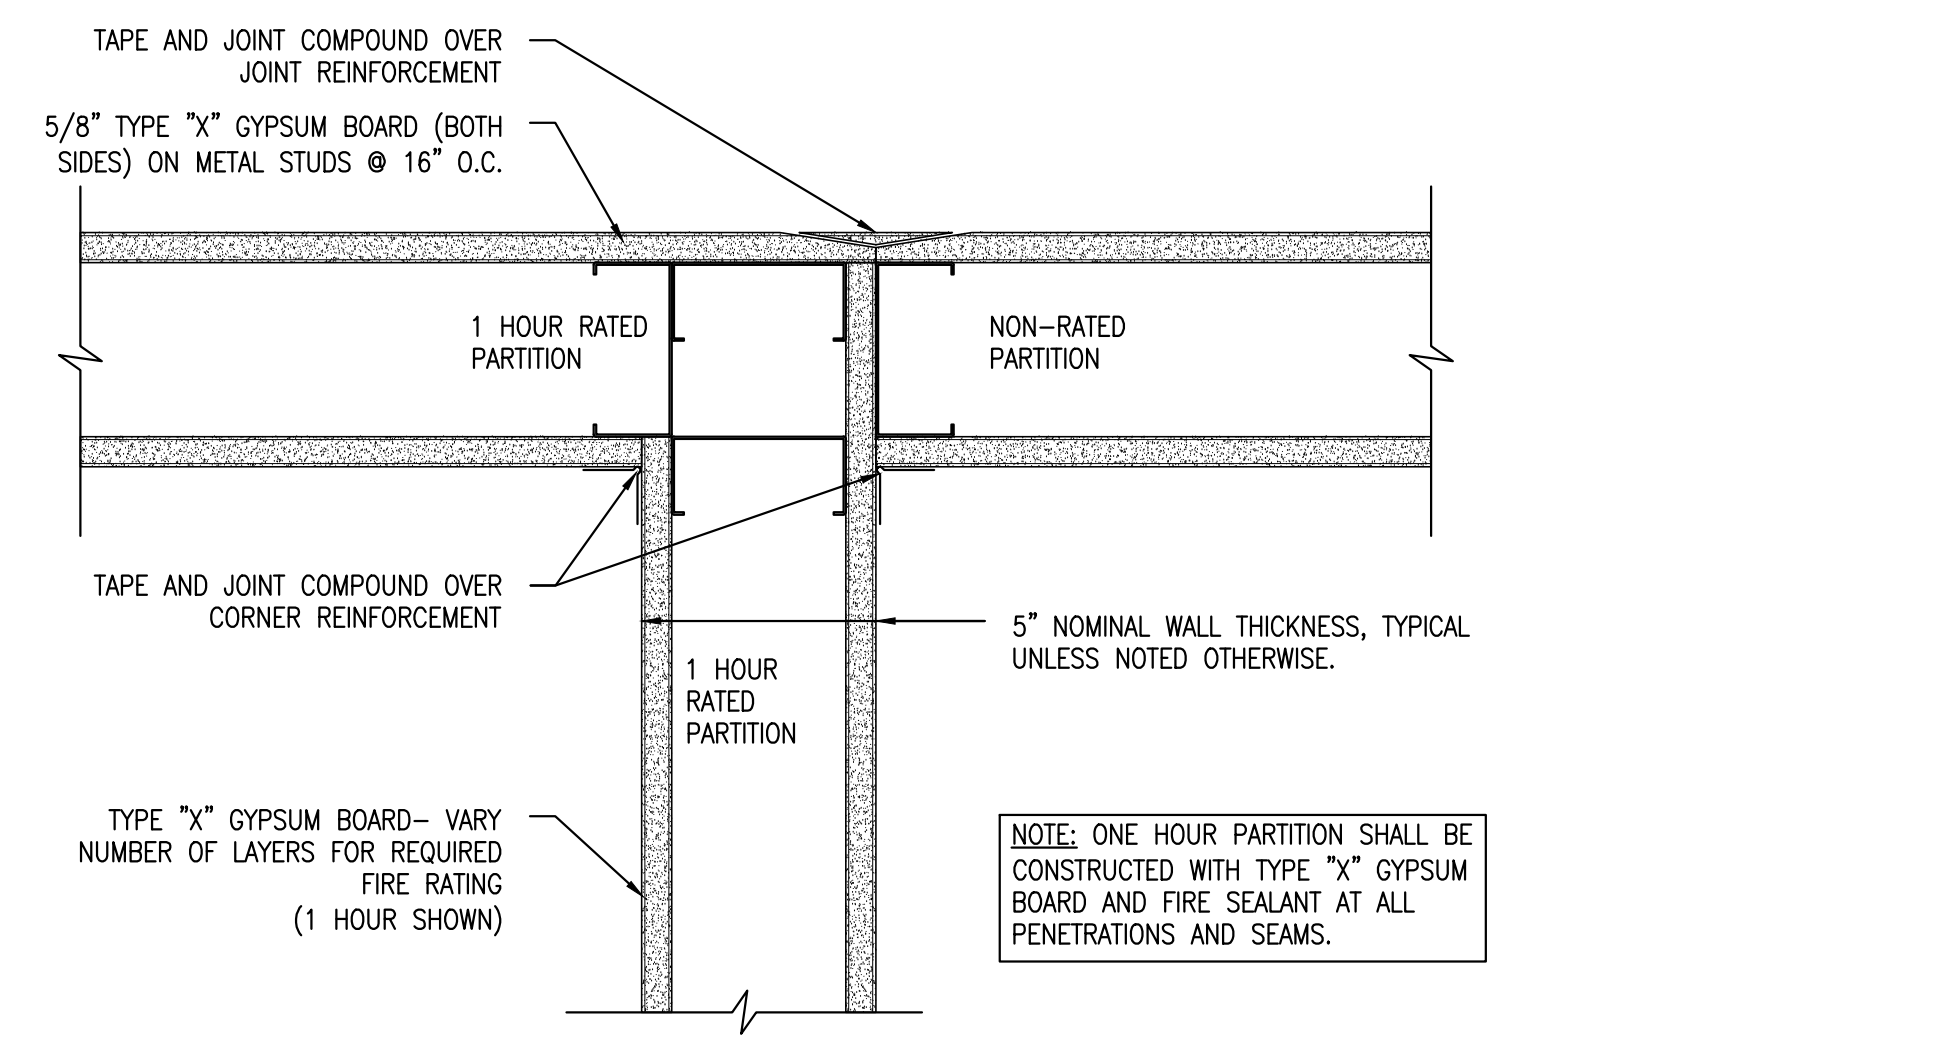 TAPE AND JOINT COMPOUND OVER
JOINT REINFORCEMENT
5/8" TYPE "X" GYPSUM BOARD (BOTH
SIDES) ON METAL STUDS @ 16" O.C.
1 HOUR RATED
PARTITION
NON-RATED
PARTITION
TAPE AND JOINT COMPOUND OVER
CORNER REINFORCEMENT
5" NOMINAL WALL THICKNESS, TYPICAL
UNLESS NOTED OTHERWISE.
1 HOUR
RATED
PARTITION
TYPE "X" GYPSUM BOARD- VARY
NUMBER OF LAYERS FOR REQUIRED
FIRE RATING
(1 HOUR SHOWN)
NOTE: ONE HOUR PARTITION SHALL BE
CONSTRUCTED WITH TYPE "X" GYPSUM
BOARD AND FIRE SEALANT AT ALL
PENETRATIONS AND SEAMS.